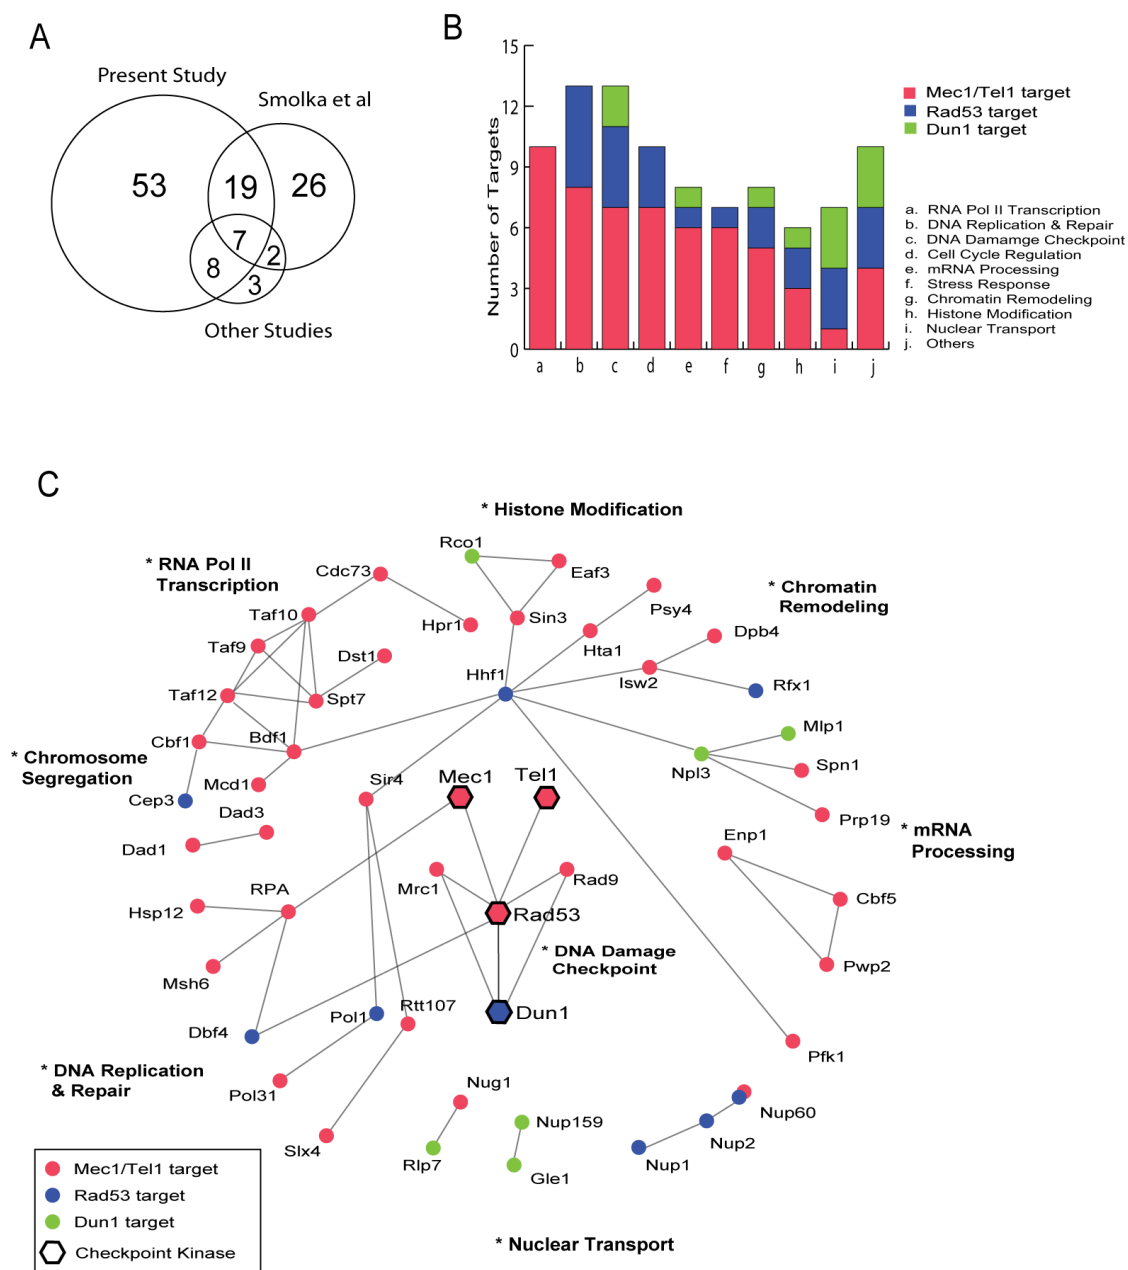 A
Present Study
Smolka et al
53
19
26
7
8
2
3
Other Studies
B
Number of Targets
15
12
9
6
3
0
a b c d e f g h i j
Mec1/Tel1 target
Rad53 target
Dun1 target
a. RNA Pol II Transcription
b. DNA Replication & Repair
c. DNA Damamge Checkpoint
d. Cell Cycle Regulation
e. mRNA Processing
f. Stress Response
g. Chromatin Remodeling
h. Histone Modification
i. Nuclear Transport
j. Others
C
* Histone Modification
* RNA Pol II
Transcription
* Chromatin
Remodeling
Rco1
Eaf3
Cdc73
Psy4
Taf10
Hpr1
Sin3
Dpb4
Taf9
Dst1
Hta1
Hhf1
Isw2
Rfx1
Taf12
Spt7
Mlp1
Cbf1
Bdf1
* Chromosome
Segregation
Npl3
Spn1
Mcd1
Sir4
Mec1
Tel1
Cep3
Dad3
Prp19
* mRNA
Processing
Dad1
Enp1
RPA
Mrc1
Rad9
Hsp12
Rad53
Cbf5
* DNA Damage
Checkpoint
Msh6
Pwp2
Rtt107
Pol1
Dun1
Dbf4
Pfk1
* DNA Replication
& Repair
Pol31
Nug1
Nup159
Nup60
Nup2
Slx4
Rlp7
Gle1
Nup1
Mec1/Tel1 target
Rad53 target
Dun1 target
Checkpoint Kinase
* Nuclear Transport